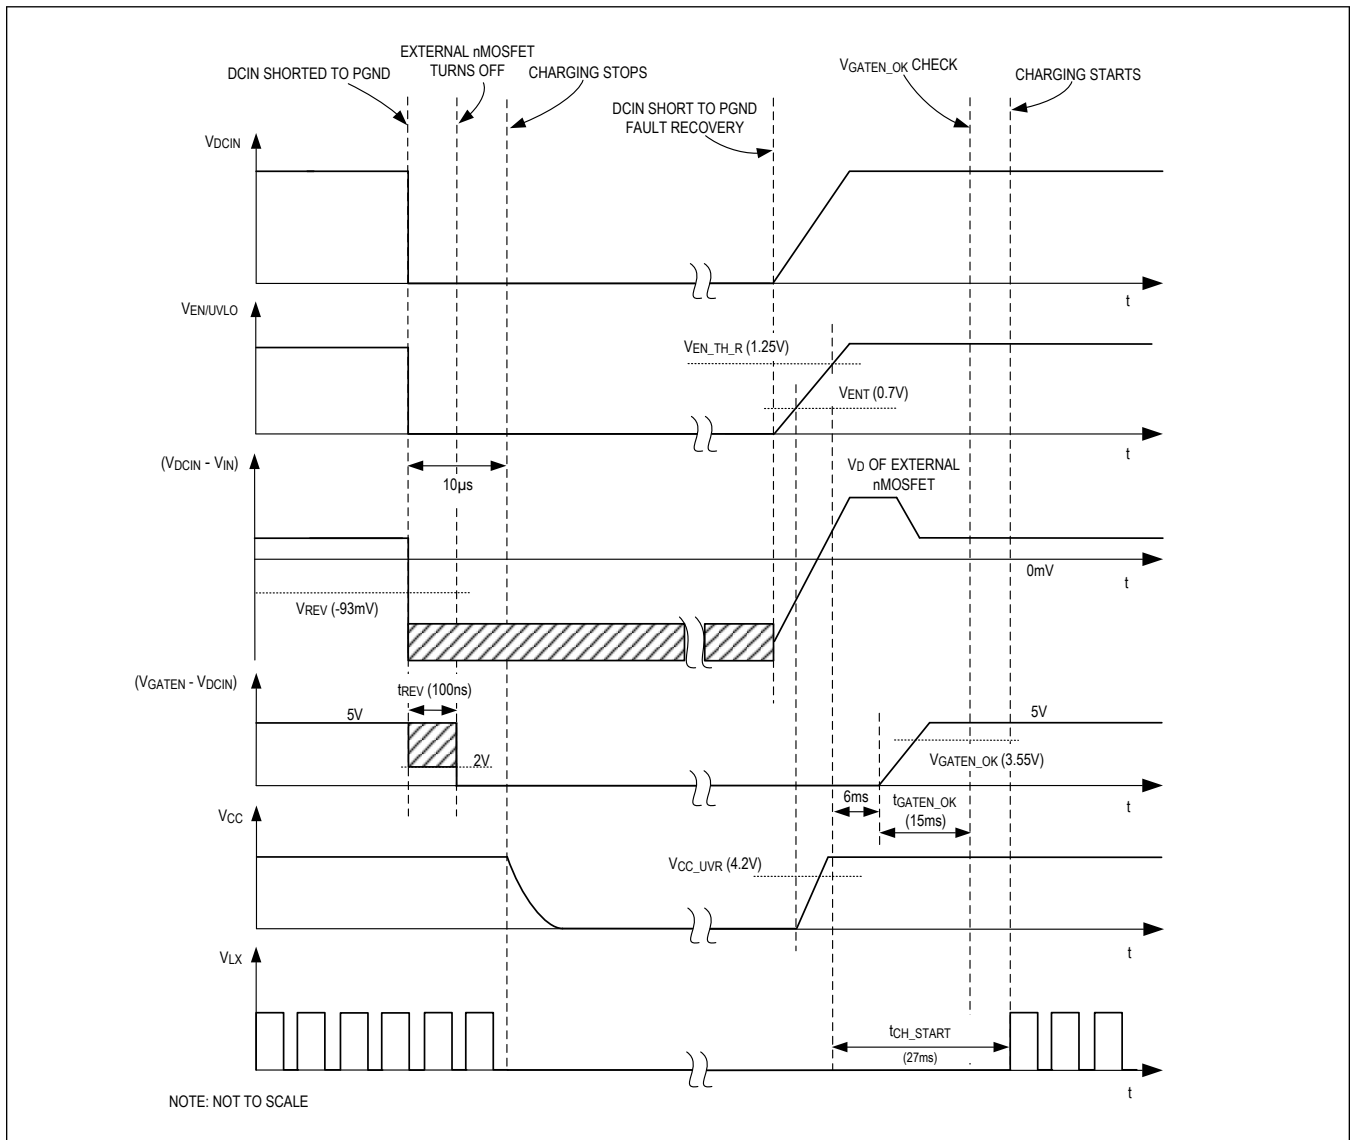 EXTERNAL nMOSFET
TURNS OFF
DCIN SHORTED TO PGND
CHARGING STOPS
VGATEN_OK CHECK
CHARGING STARTS
DCIN SHORT TO PGND
FAULT RECOVERY
VDCIN
t
VEN/UVLO
VEN_TH_R (1.25V)
VENT (0.7V)
t
(VDCIN - VIN)
10µs
VD OF EXTERNAL
nMOSFET
0mV
t
VREV (-93mV)
(VGATEN - VDCIN)
tREV (100ns)
5V
5V
2V
VGATEN_OK (3.55V)
6ms
tGATEN_OK
(15ms)
t
VCC
VCC_UVR (4.2V)
t
VLX
tCH_START
(27ms)
t
NOTE: NOT TO SCALE